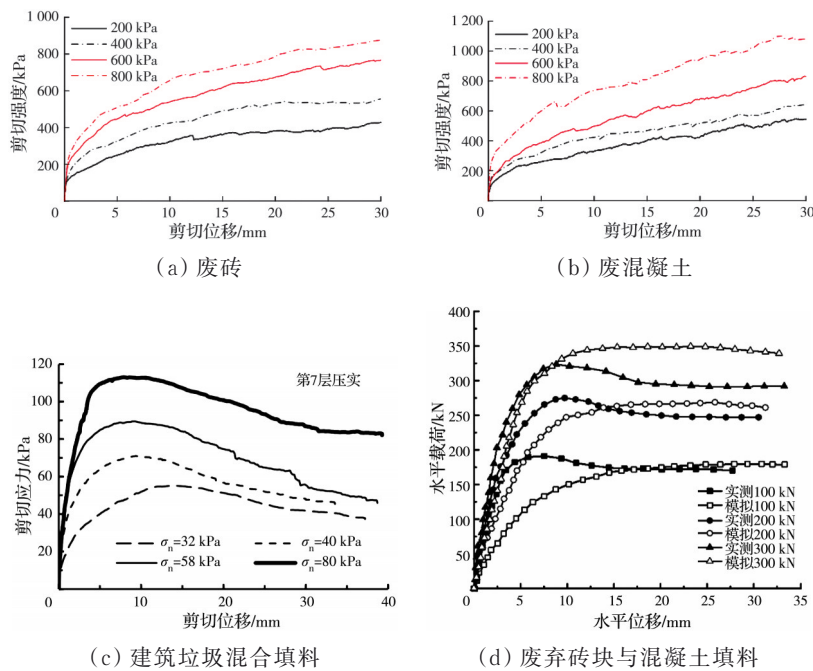 1 000
800
600
400
200
0
5
10
15
20
25
30
剪切强度/kPa
剪切位移/mm
200 kPa
400 kPa
600 kPa
800 kPa
(a) 废砖
1 200
1 000
800
600
400
200
0
5
10
15
20
25
30
剪切强度/kPa
剪切位移/mm
200 kPa
400 kPa
600 kPa
800 kPa
(b) 废混凝土
120
100
80
60
40
20
0
10
20
30
40
剪切应力/kPa
剪切位移/mm
第7层压实
σn=32 kPa
σn=40 kPa
σn=58 kPa
σn=80 kPa
(c) 建筑垃圾混合填料
400
350
300
250
200
150
100
50
0
5
10
15
20
25
30
35
水平载荷/kN
水平位移/mm
实测100 kN
模拟100 kN
实测200 kN
模拟200 kN
实测300 kN
模拟300 kN
(d) 废弃砖块与混凝土填料